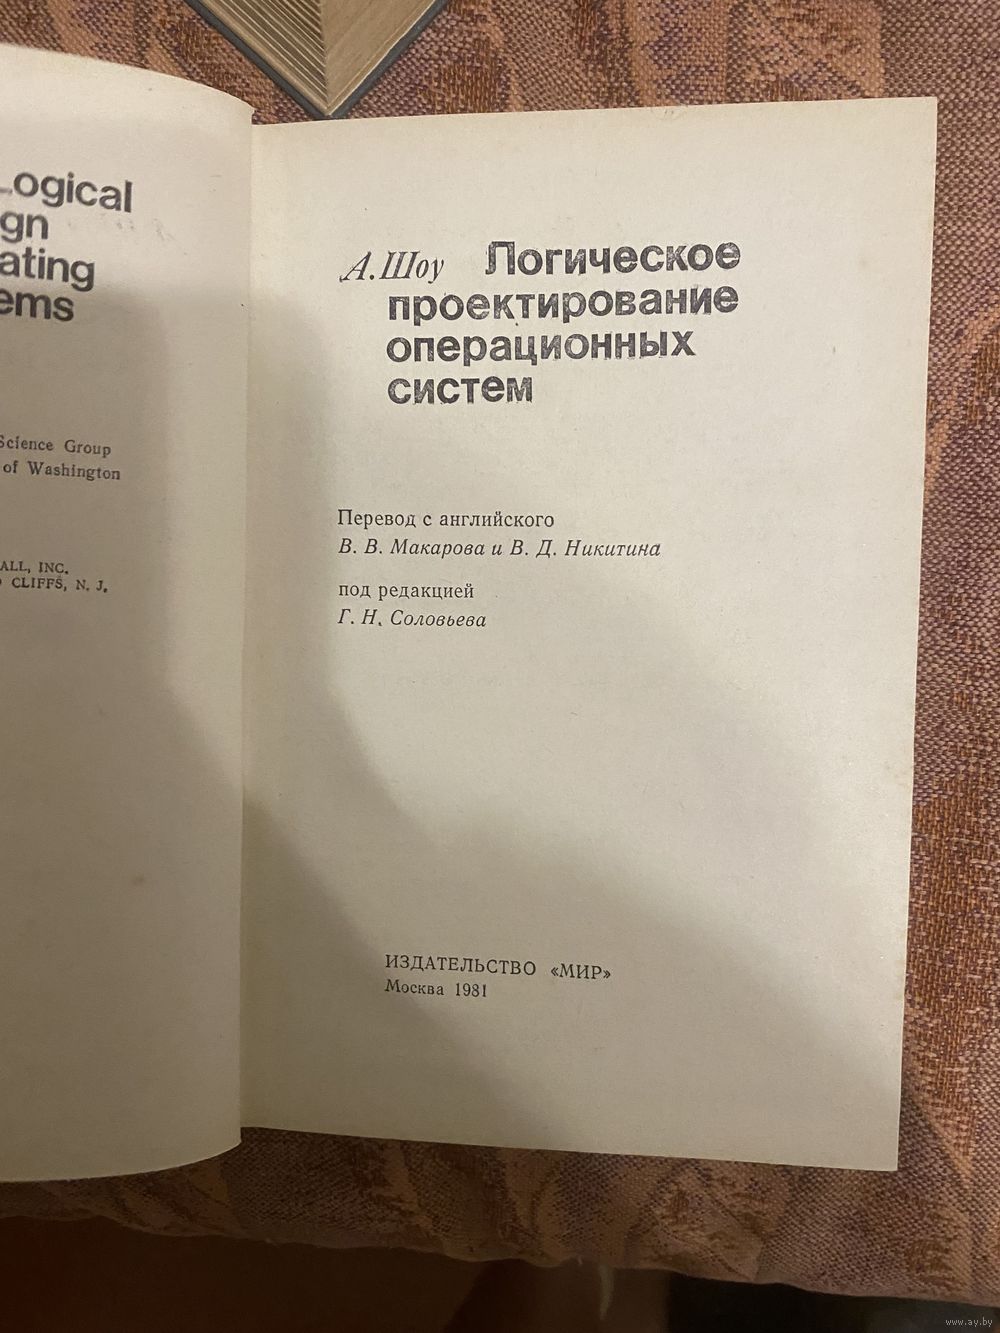 ogical
gn
ating
ems
Science Group
of Washington
ALL, INC.
CLIFFS, N. J.
А. Шоу Логическое
проектирование
операционных
систем
Перевод с английского
В. В. Макарова и В. Д. Никитина
под редакцией
Г. Н. Соловьева
ИЗДАТЕЛЬСТВО «МИР»
Москва 1981
www.ay.by